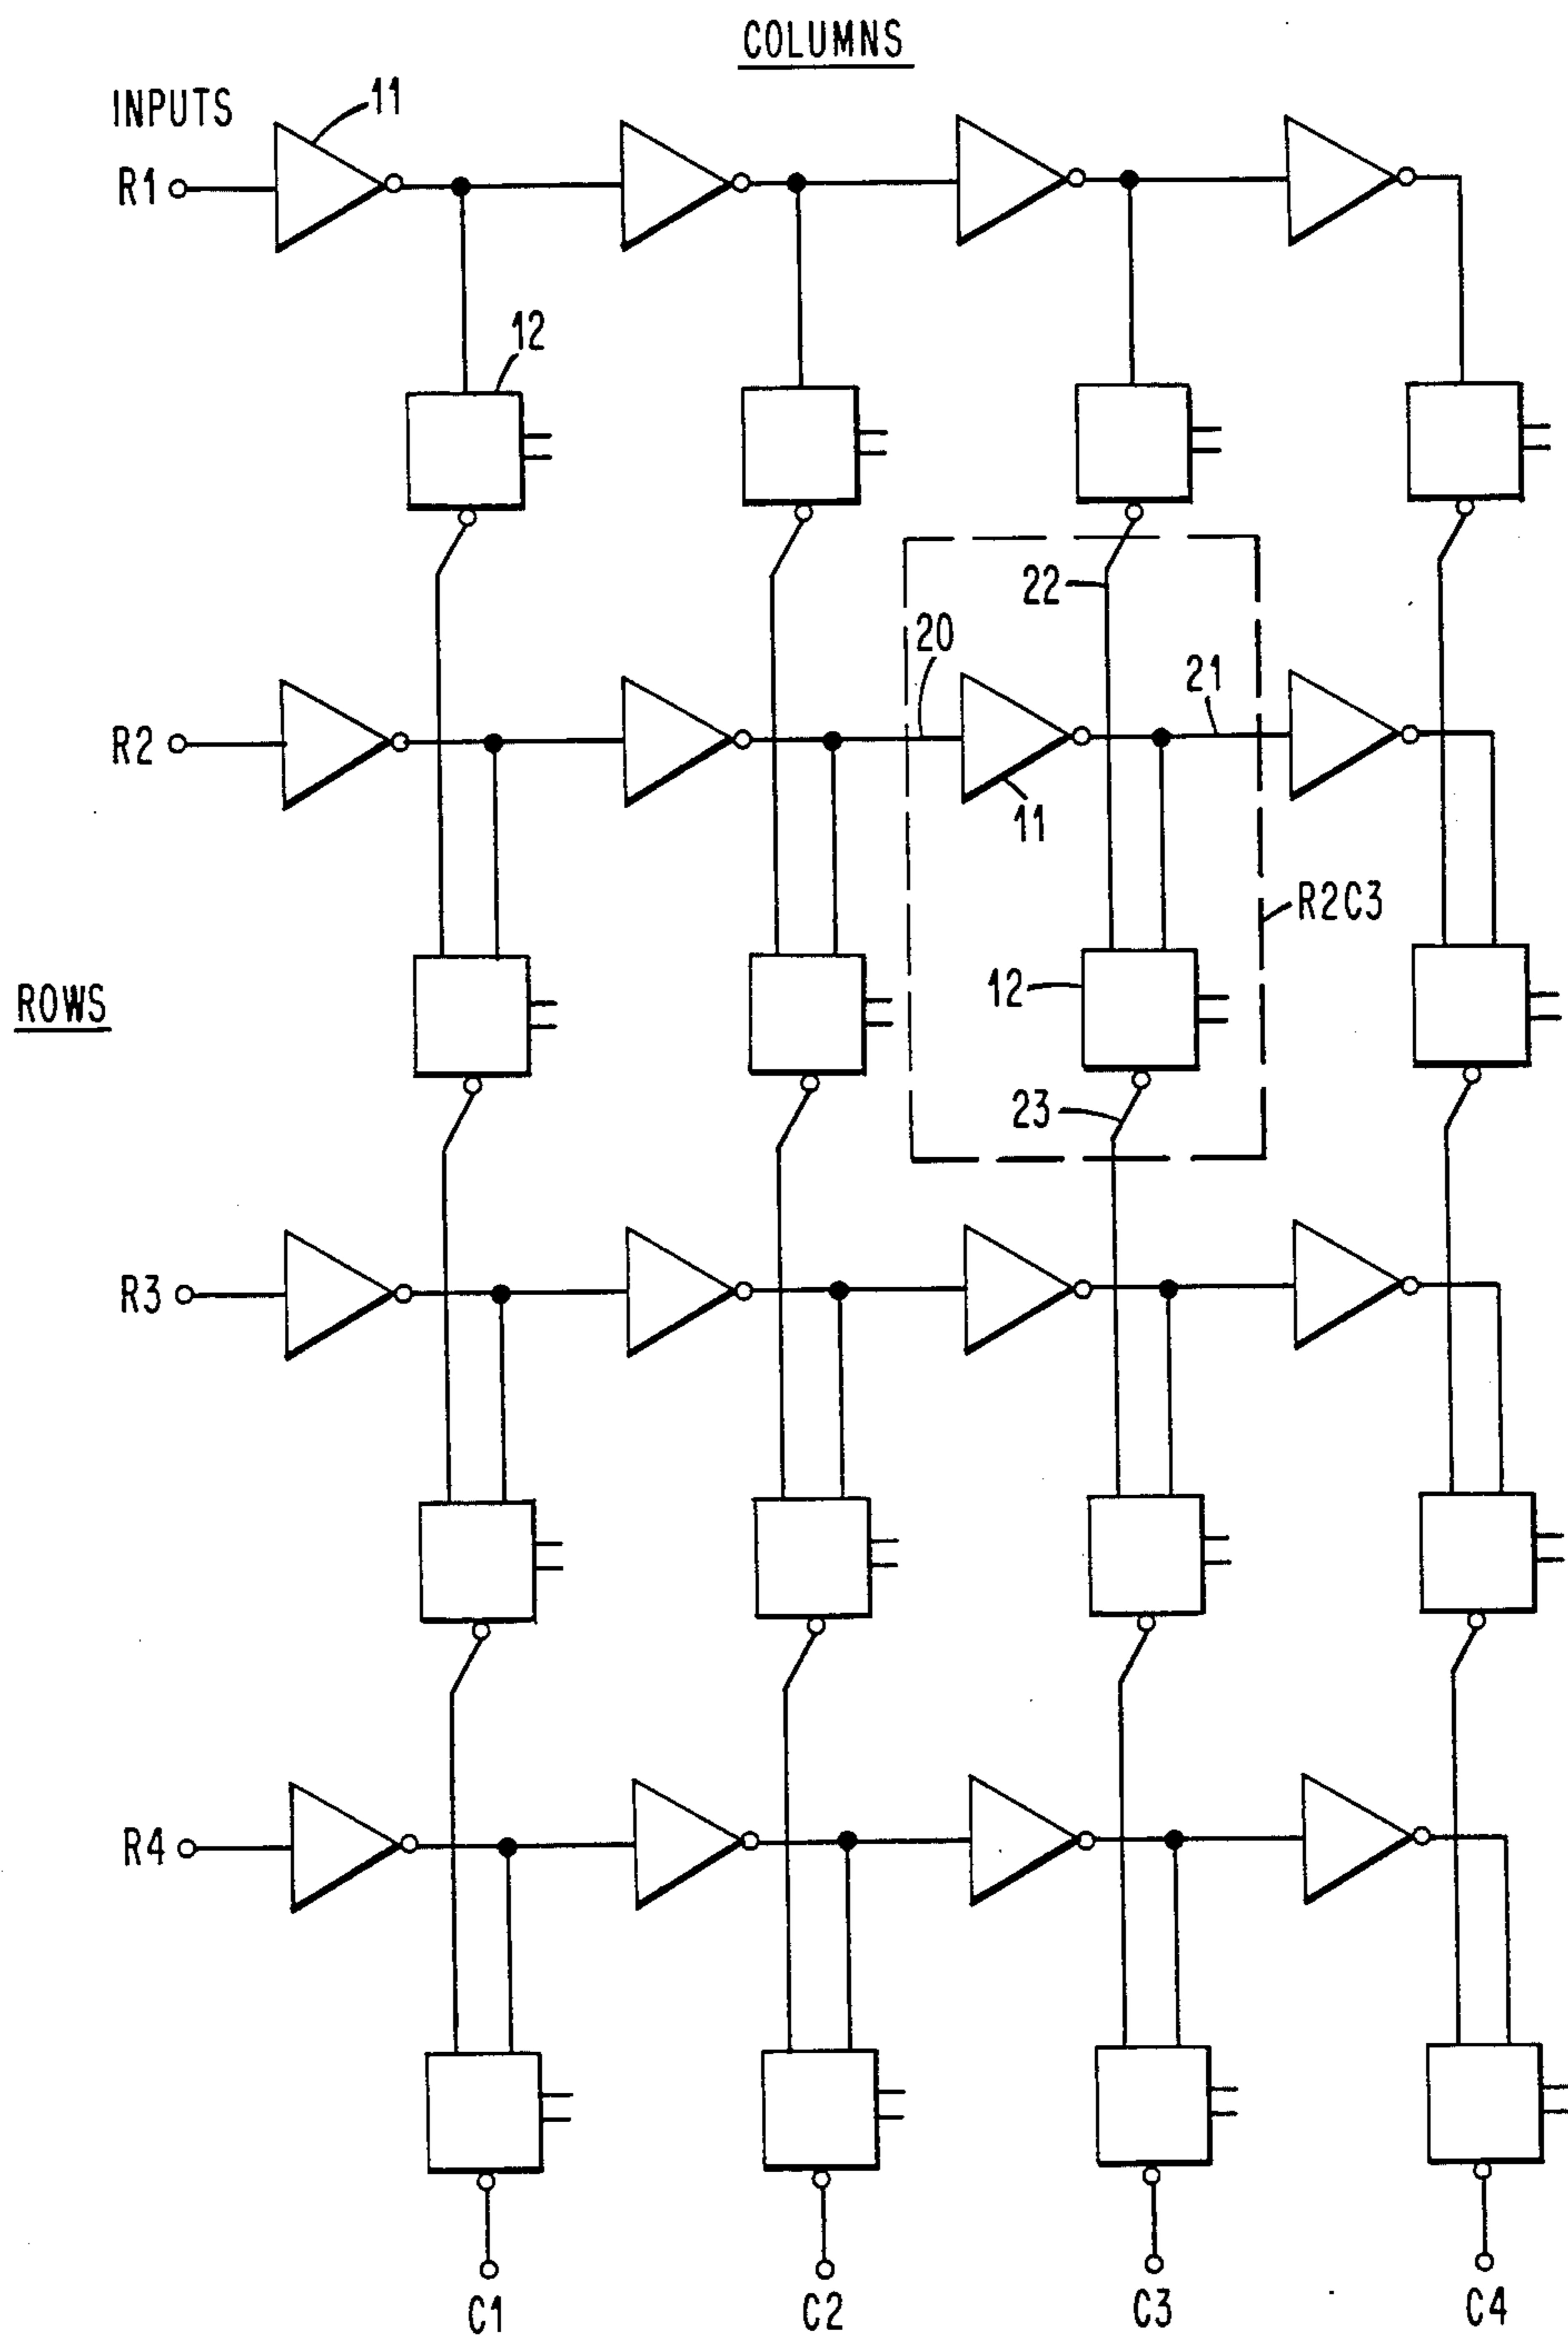 COLUMNS
INPUTS
11
R1
12
22
20
21
R2
11
R2C3
12
ROWS
23
R3
R4
C1
C2
C3
C4